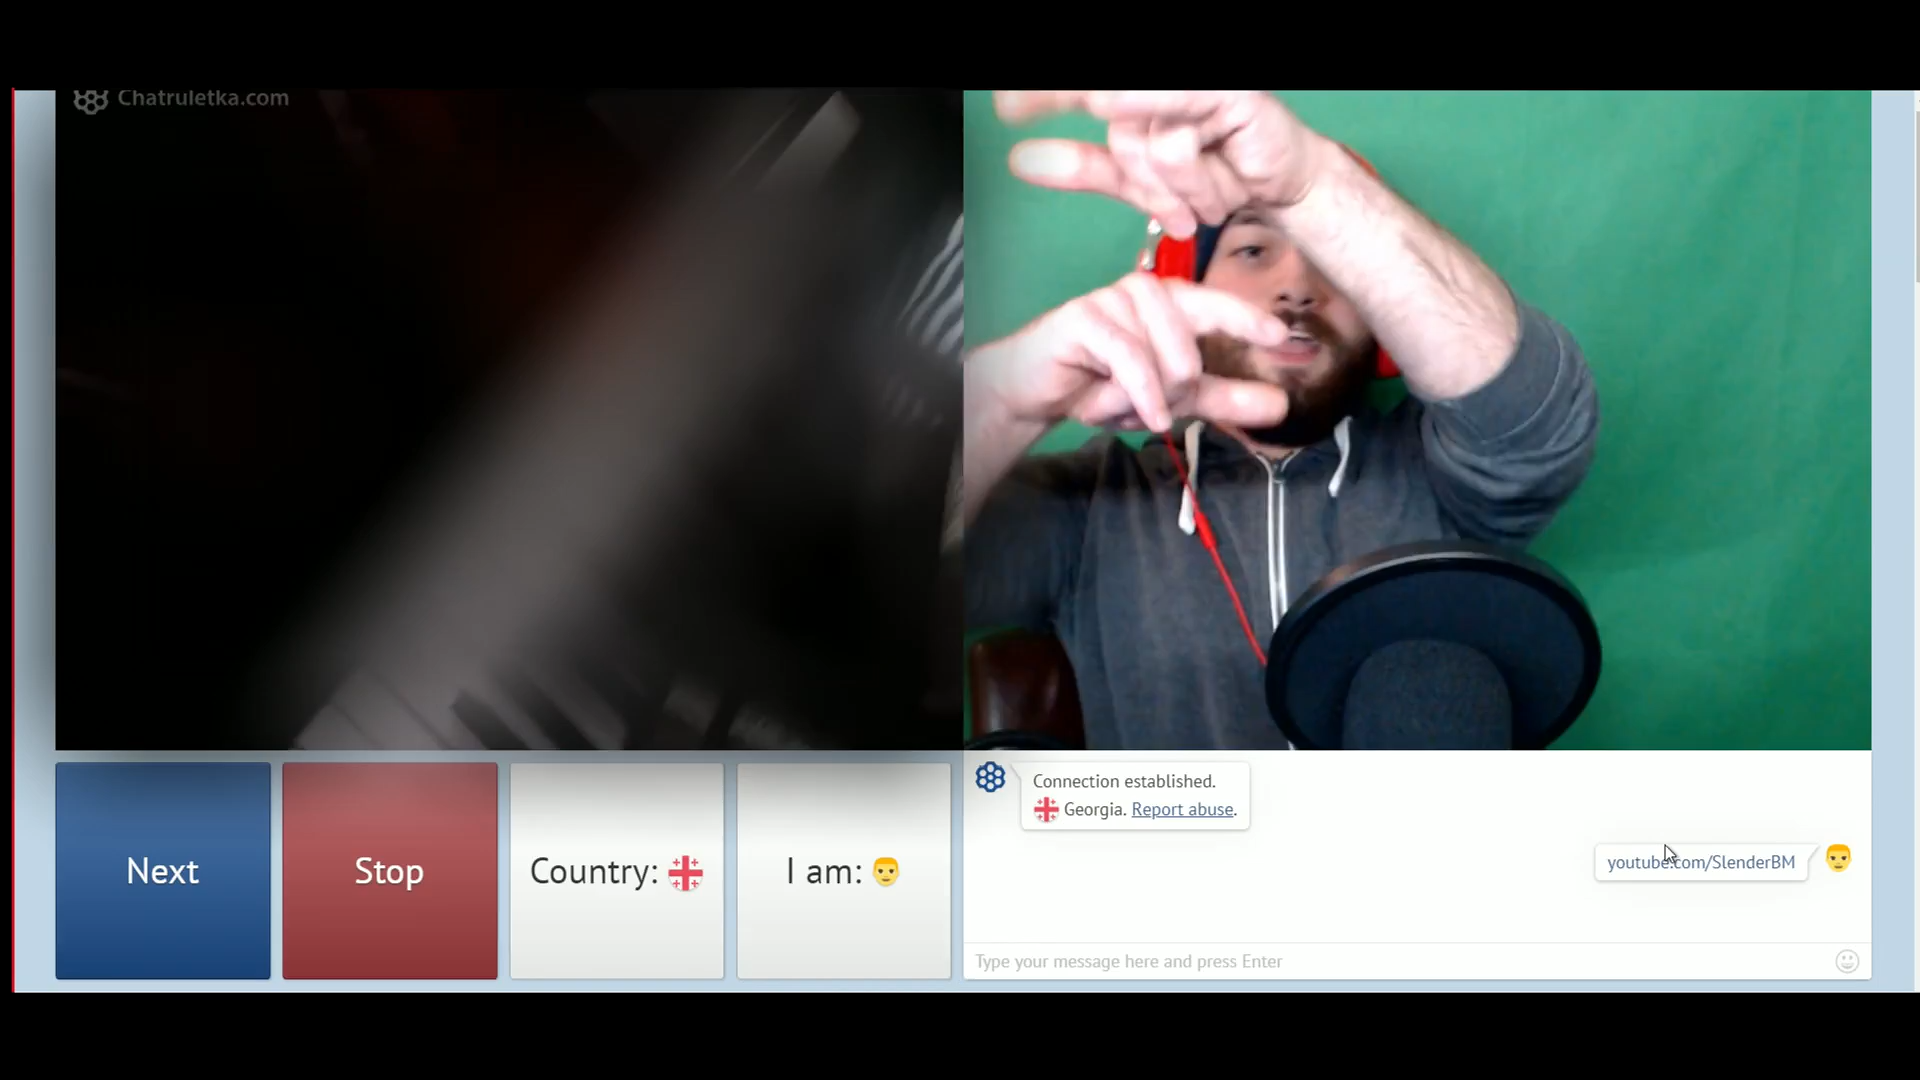 Chatruletka.com
Connection established.
Georgia. Report abuse.
youtube.com/SlenderBM
Next
Stop
Country:
I am:
Type your message here and press Enter